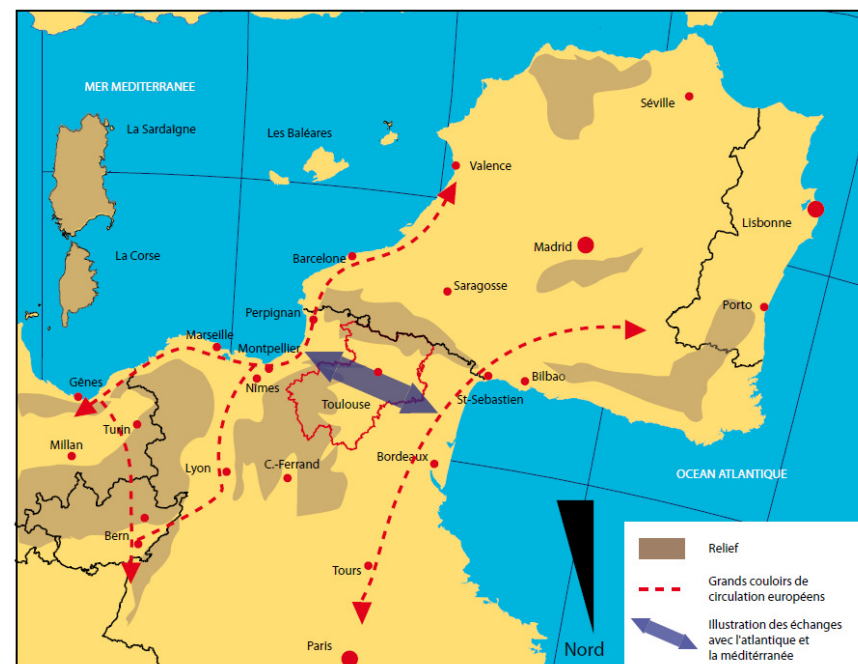 MER MEDITERRANEE
La Sardaigne
Les Baléares
Séville
Valence
Lisbonne
La Corse
Barcelone
Madrid
Saragosse
Porto
Perpignan
Marseille
Montpellier
Gênes
Nîmes
Toulouse
St-Sebastien
Bilbao
Turin
Millan
Lyon
C.-Ferrand
Bordeaux
OCEAN ATLANTIQUE
Bern
Tours
Paris
Nord
Relief
Grands couloirs de
circulation européens
Illustration des échanges
avec l'atlantique et
la méditérranée